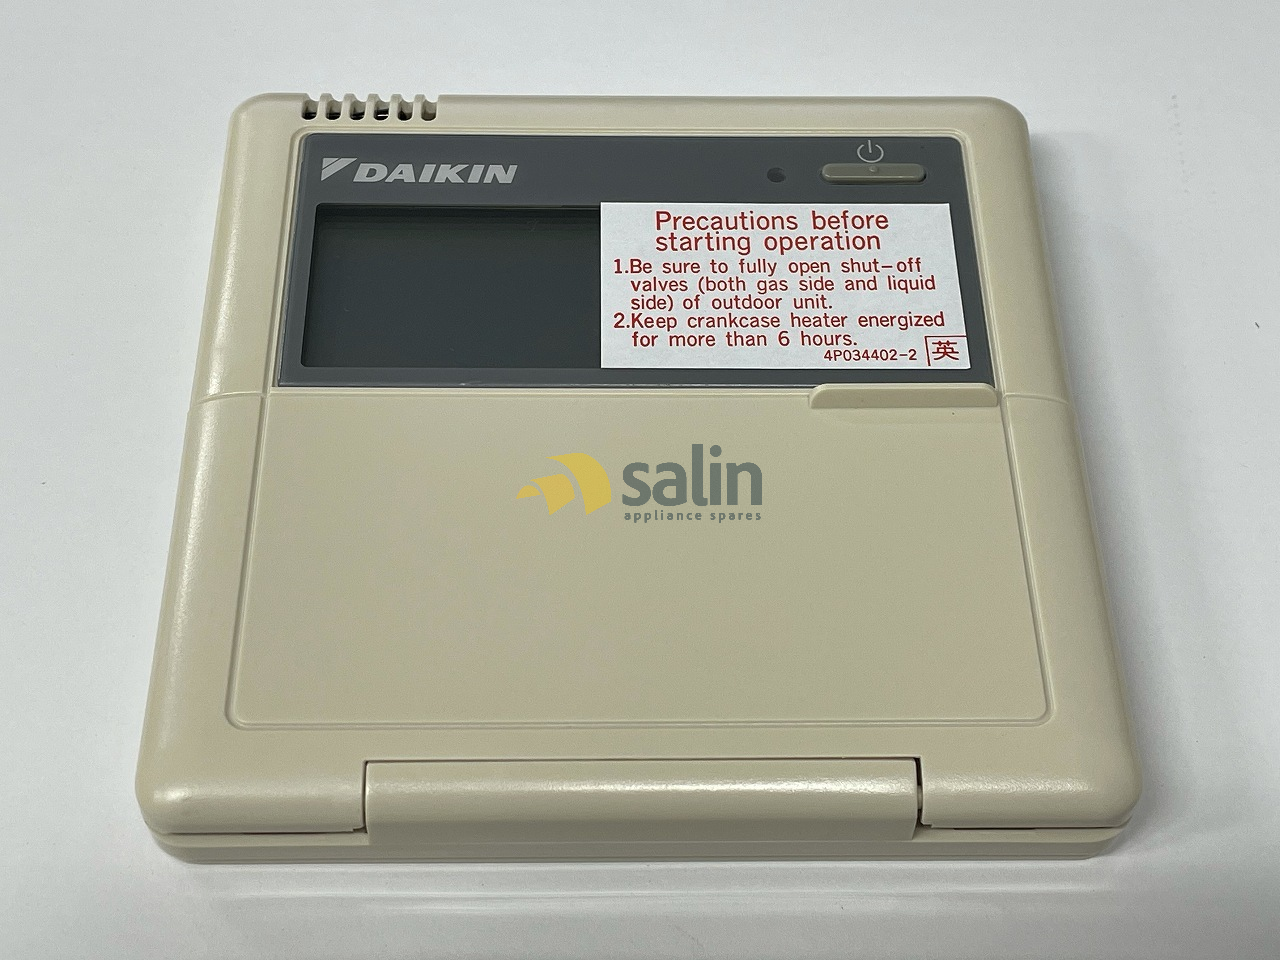 DAIKIN
Precautions before
starting operation
1.Be sure to fully open shut-off
valves (both gas side and liquid
side) of outdoor unit.
2.Keep crankcase heater energized
for more than 6 hours.
4P034402-2 英
salin
appliance spares